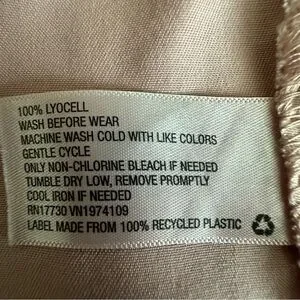 100% LYOCELL
WASH BEFORE WEAR
MACHINE WASH COLD WITH LIKE COLORS
GENTLE CYCLE
ONLY NON-CHLORINE BLEACH IF NEEDED
TUMBLE DRY LOW, REMOVE PROMPTLY
COOL IRON IF NEEDED
RN17730 VN1974109
LABEL MADE FROM 100% RECYCLED PLASTIC